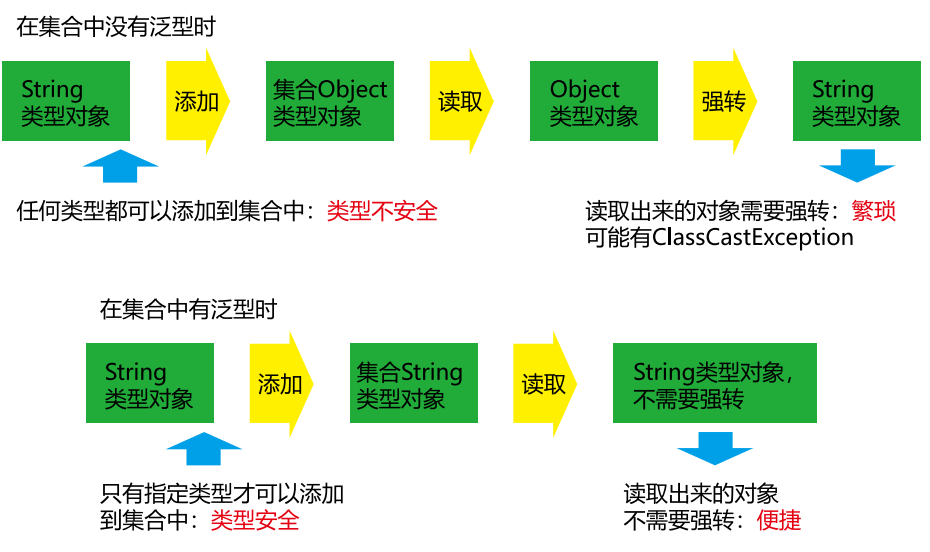 在集合中没有泛型时
String
类型对象
添加
集合Object
类型对象
读取
Object
类型对象
强转
String
类型对象
任何类型都可以添加到集合中：类型不安全
读取出来的对象需要强转：繁琐
可能有ClassCastException
在集合中有泛型时
String
类型对象
添加
集合String
类型对象
读取
String类型对象，
不需要强转
只有指定类型才可以添加
到集合中：类型安全
读取出来的对象
不需要强转：便捷